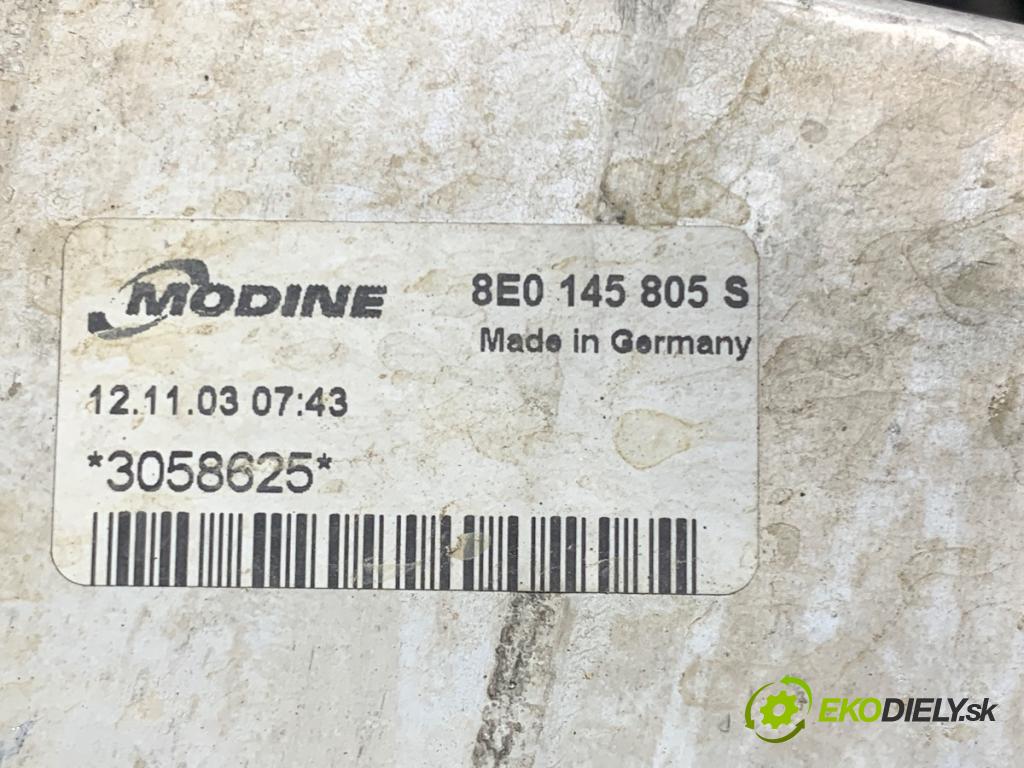 MODINE
8E0 145 805 S
Made in Germany
12.11.03 07:43
*3058625*
EKODIELY.sk